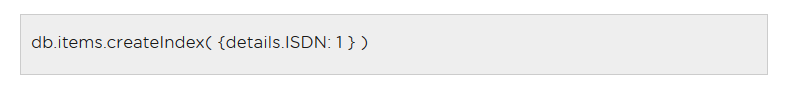 db.items.createIndex( {details.ISDN: 1 } )